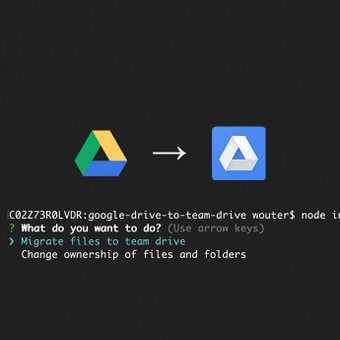 C02Z73R0LVDR:google-drive-to-team-drive wouter$ node in
? What do you want to do? (Use arrow keys)
❯ Migrate files to team drive
Change ownership of files and folders